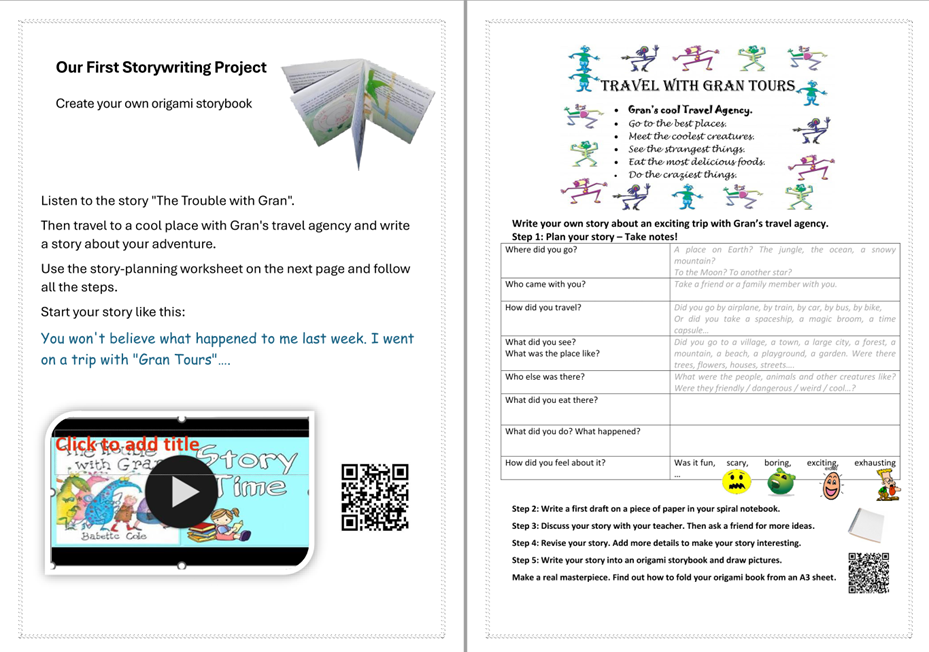 Our First Storywriting Project
Create your own origami storybook
Listen to the story "The Trouble with Gran".
Then travel to a cool place with Gran's travel agency and write
a story about your adventure.
Use the story-planning worksheet on the next page and follow
all the steps.
Start your story like this:
You won't believe what happened to me last week. I went
on a trip with "Gran Tours"....
Click to add title
The Trouble
with Gran
Babette Cole
Story
Time
TRAVEL WITH GRAN TOURS
• Gran's cool Travel Agency.
• Go to the best places.
• Meet the coolest creatures.
• See the strangest things.
• Eat the most delicious foods.
• Do the craziest things.
Write your own story about an exciting trip with Gran's travel agency.
Step 1: Plan your story – Take notes!
Where did you go?
A place on Earth? The jungle, the ocean, a snowy
mountain?
To the Moon? To another star?
Who came with you?
Take a friend or a family member with you.
How did you travel?
Did you go by airplane, by train, by car, by bus, by bike,
Or did you take a spaceship, a magic broom, a time
capsule…
What did you see?
What was the place like?
Did you go to a village, a town, a large city, a forest, a
mountain, a beach, a playground, a garden. Were there
trees, flowers, houses, streets….
Who else was there?
What were the people, animals and other creatures like?
Were they friendly / dangerous / weird / cool…?
What did you eat there?
What did you do? What happened?
How did you feel about it?
Was it fun, scary, boring, exciting, exhausting
…
Step 2: Write a first draft on a piece of paper in your spiral notebook.
Step 3: Discuss your story with your teacher. Then ask a friend for more ideas.
Step 4: Revise your story. Add more details to make your story interesting.
Step 5: Write your story into an origami storybook and draw pictures.
Make a real masterpiece. Find out how to fold your origami book from an A3 sheet.